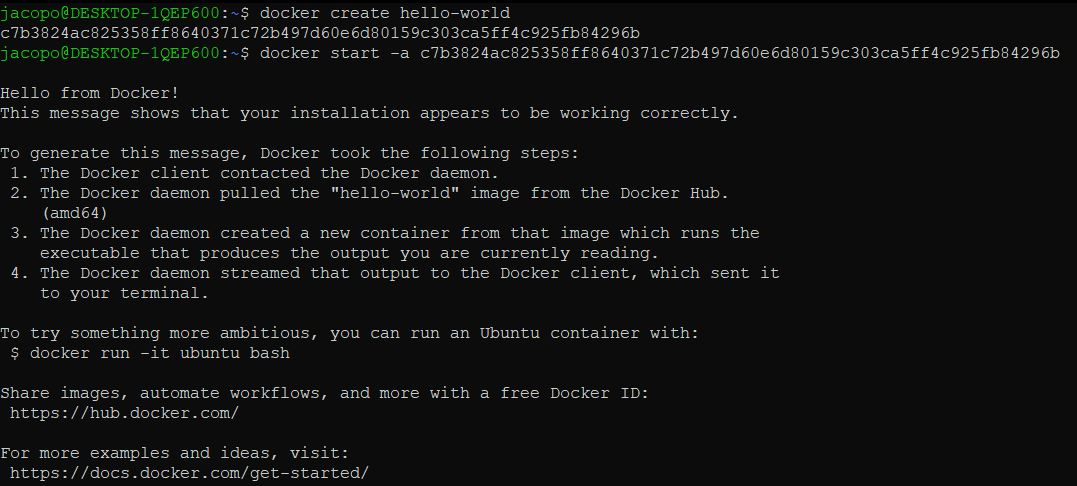 jacopo@DESKTOP-1QEP600:~$ docker create hello-world
c7b3824ac825358ff8640371c72b497d60e6d80159c303ca5ff4c925fb84296b
jacopo@DESKTOP-1QEP600:~$ docker start -a c7b3824ac825358ff8640371c72b497d60e6d80159c303ca5ff4c925fb84296b
Hello from Docker!
This message shows that your installation appears to be working correctly.
To generate this message, Docker took the following steps:
1. The Docker client contacted the Docker daemon.
2. The Docker daemon pulled the "hello-world" image from the Docker Hub.
(amd64)
3. The Docker daemon created a new container from that image which runs the
executable that produces the output you are currently reading.
4. The Docker daemon streamed that output to the Docker client, which sent it
to your terminal.
To try something more ambitious, you can run an Ubuntu container with:
$ docker run -it ubuntu bash
Share images, automate workflows, and more with a free Docker ID:
https://hub.docker.com/
For more examples and ideas, visit:
https://docs.docker.com/get-started/